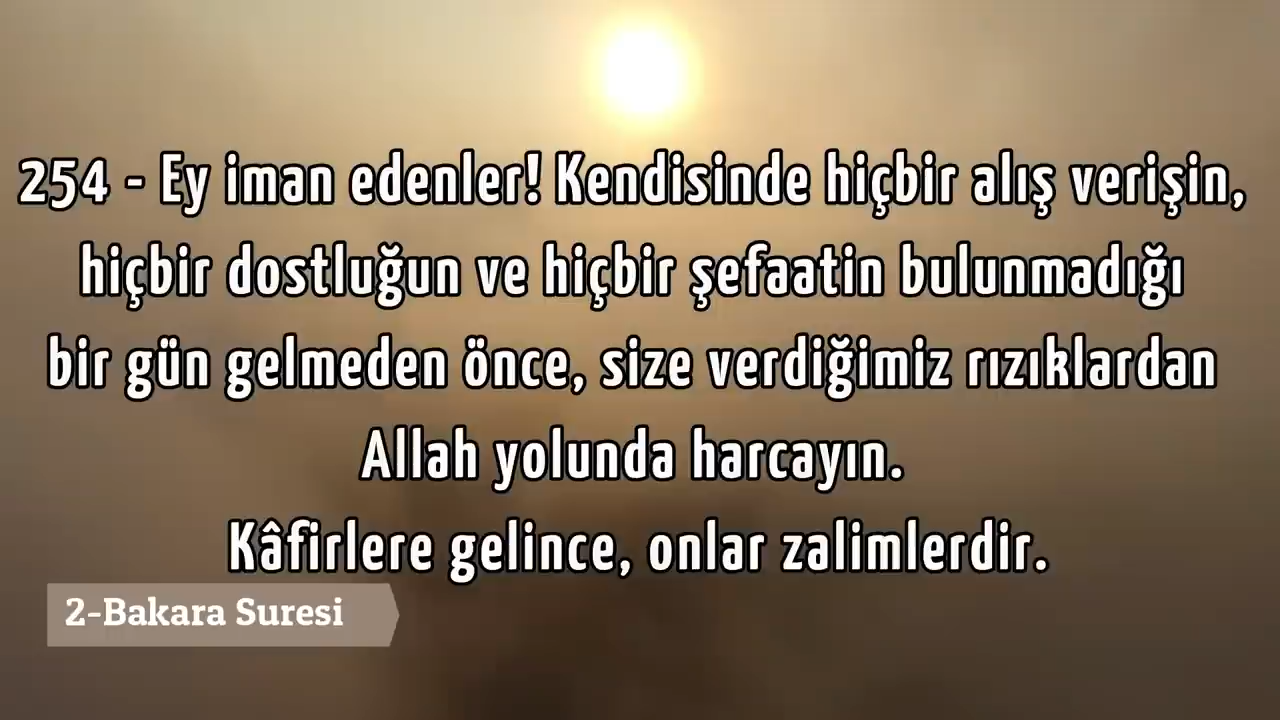 254 - Ey iman edenler! Kendisinde hiçbir alış verişin,
hiçbir dostluğun ve hiçbir şefaatin bulunmadığı
bir gün gelmeden önce, size verdiğimiz rızıklardan
Allah yolunda harcayın.
Kâfirlere gelince, onlar zalimlerdir.
2-Bakara Suresi